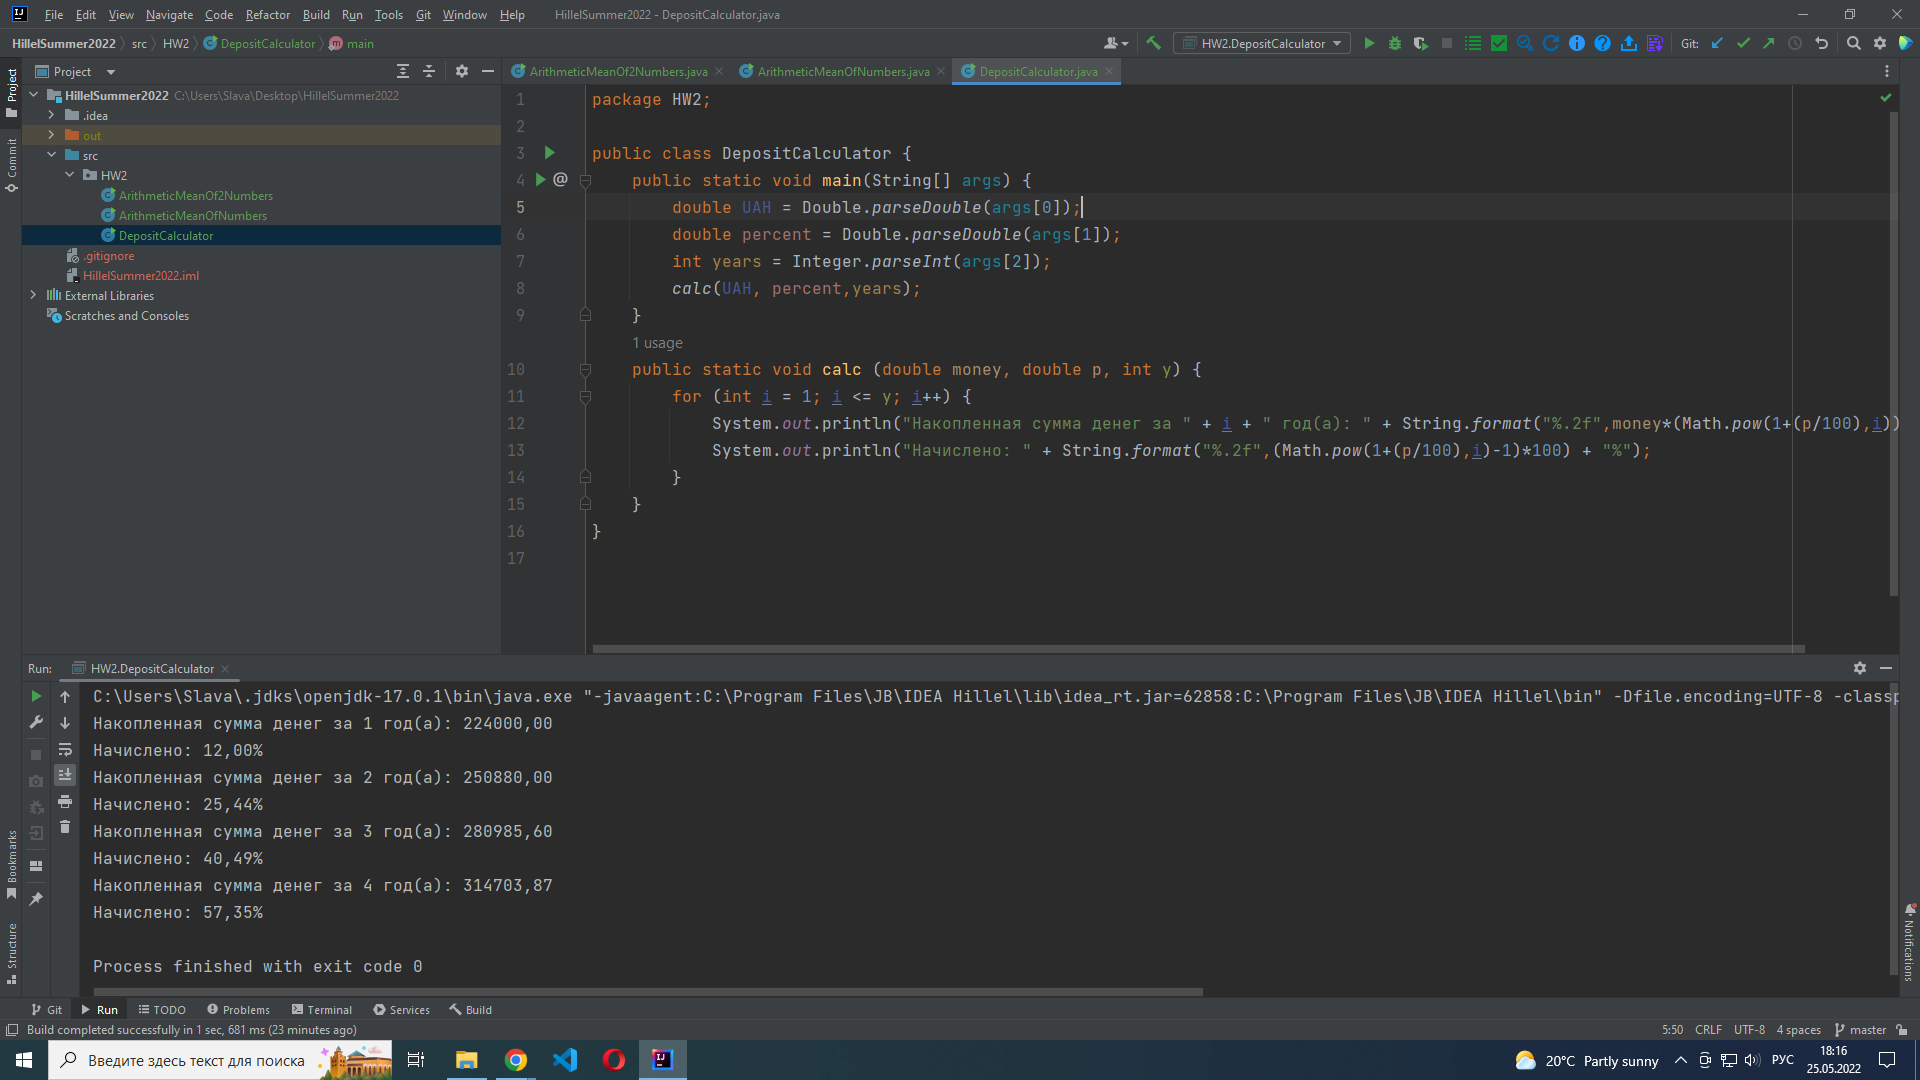 File Edit View Navigate Code Refactor Build Run Tools Git Window Help HillelSummer2022 - DepositCalculator.java
HillelSummer2022 src HW2 DepositCalculator main
HW2.DepositCalculator
Git:
Project
ArithmeticMeanOf2Numbers.java
ArithmeticMeanOfNumbers.java
DepositCalculator.java
Project
Commit
Bookmarks
Structure
Notifications
HillelSummer2022 C:\Users\Slava\Desktop\HillelSummer2022
.idea
out
src
HW2
ArithmeticMeanOf2Numbers
ArithmeticMeanOfNumbers
DepositCalculator
.gitignore
HillelSummer2022.iml
External Libraries
Scratches and Consoles
1 package HW2;
2
3 public class DepositCalculator {
4 @ public static void main(String[] args) {
5 double UAH = Double.parseDouble(args[0]);
6 double percent = Double.parseDouble(args[1]);
7 int years = Integer.parseInt(args[2]);
8 calc(UAH, percent,years);
9 }
1 usage
10 public static void calc (double money, double p, int y) {
11 for (int i = 1; i <= y; i++) {
12 System.out.println("Накопленная сумма денег за " + i + " год(а): " + String.format("%.2f",money*(Math.pow(1+(p/100),i))
13 System.out.println("Начислено: " + String.format("%.2f",(Math.pow(1+(p/100),i)-1)*100) + "%");
14 }
15 }
16 }
17
Run: HW2.DepositCalculator
C:\Users\Slava\.jdks\openjdk-17.0.1\bin\java.exe "-javaagent:C:\Program Files\JB\IDEA Hillel\lib\idea_rt.jar=62858:C:\Program Files\JB\IDEA Hillel\bin" -Dfile.encoding=UTF-8 -classp
Накопленная сумма денег за 1 год(а): 224000,00
Начислено: 12,00%
Накопленная сумма денег за 2 год(а): 250880,00
Начислено: 25,44%
Накопленная сумма денег за 3 год(а): 280985,60
Начислено: 40,49%
Накопленная сумма денег за 4 год(а): 314703,87
Начислено: 57,35%
Process finished with exit code 0
Git Run TODO Problems Terminal Services Build
Build completed successfully in 1 sec, 681 ms (23 minutes ago)
5:50 CRLF UTF-8 4 spaces master
Введите здесь текст для поиска
20°C Partly sunny
РУС
18:16
25.05.2022